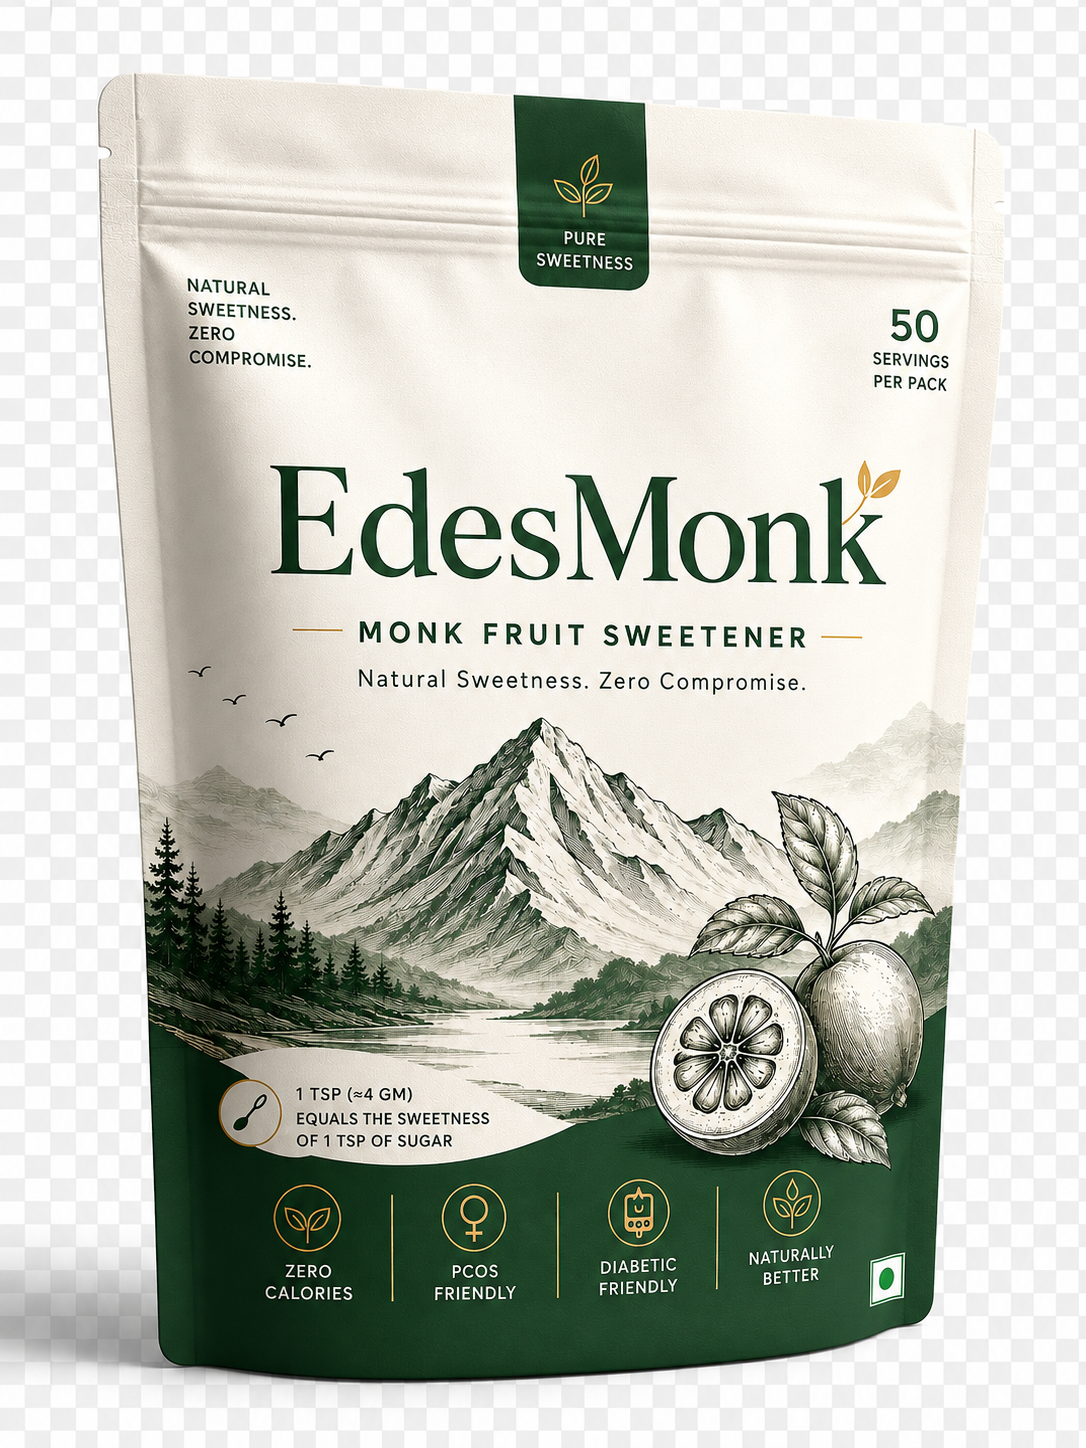 PURE
SWEETNESS
NATURAL
SWEETNESS.
ZERO
COMPROMISE.
50
SERVINGS
PER PACK
EdesMonk
MONK FRUIT SWEETENER
Natural Sweetness. Zero Compromise.
1 TSP (≈4 GM)
EQUALS THE SWEETNESS
OF 1 TSP OF SUGAR
ZERO
CALORIES
PCOS
FRIENDLY
DIABETIC
FRIENDLY
NATURALLY
BETTER